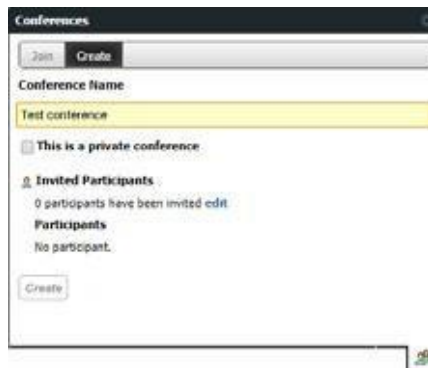 Conferences
Join Create
Conference Name
Test conference
This is a private conference
Invited Participants
0 participants have been invited edit
Participants
No participant.
Create